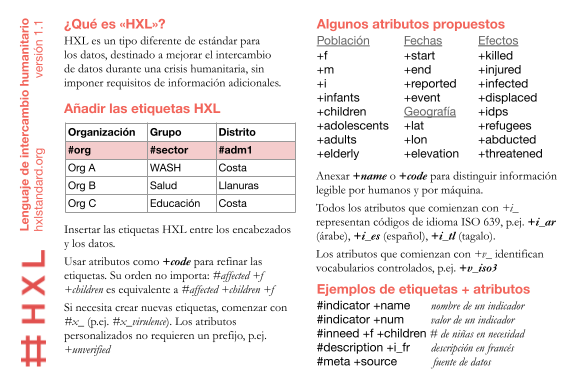 # HXL
Lenguaje de intercambio humanitario
hxlstandard.org
versión 1.1
¿Qué es «HXL»?
HXL es un tipo diferente de estándar para
los datos, destinado a mejorar el intercambio
de datos durante una crisis humanitaria, sin
imponer requisitos de información adicionales.
Añadir las etiquetas HXL
Organización Grupo Distrito
#org #sector #adm1
Org A WASH Costa
Org B Salud Llanuras
Org C Educación Costa
Insertar las etiquetas HXL entre los encabezados
y los datos.
Usar atributos como +code para refinar las
etiquetas. Su orden no importa: #affected +f
+children es equivalente a #affected +children +f
Si necesita crear nuevas etiquetas, comenzar con
#x_ (p.ej. #x_virulence). Los atributos
personalizados no requieren un prefijo, p.ej.
+unverified
Algunos atributos propuestos
Población
+f
+m
+i
+infants
+children
+adolescents
+adults
+elderly
Fechas
+start
+end
+reported
+event
Geografía
+lat
+lon
+elevation
Efectos
+killed
+injured
+infected
+displaced
+idps
+refugees
+abducted
+threatened
Anexar +name o +code para distinguir información
legible por humanos y por máquina.
Todos los atributos que comienzan con +i_
representan códigos de idioma ISO 639, p.ej. +i_ar
(árabe), +i_es (español), +i_tl (tagalo).
Los atributos que comienzan con +v_ identifican
vocabularios controlados, p.ej. +v_iso3
Ejemplos de etiquetas + atributos
#indicator +name nombre de un indicador
#indicator +num valor de un indicador
#inneed +f +children # de niñas en necesidad
#description +i_fr descripción en francés
#meta +source fuente de datos